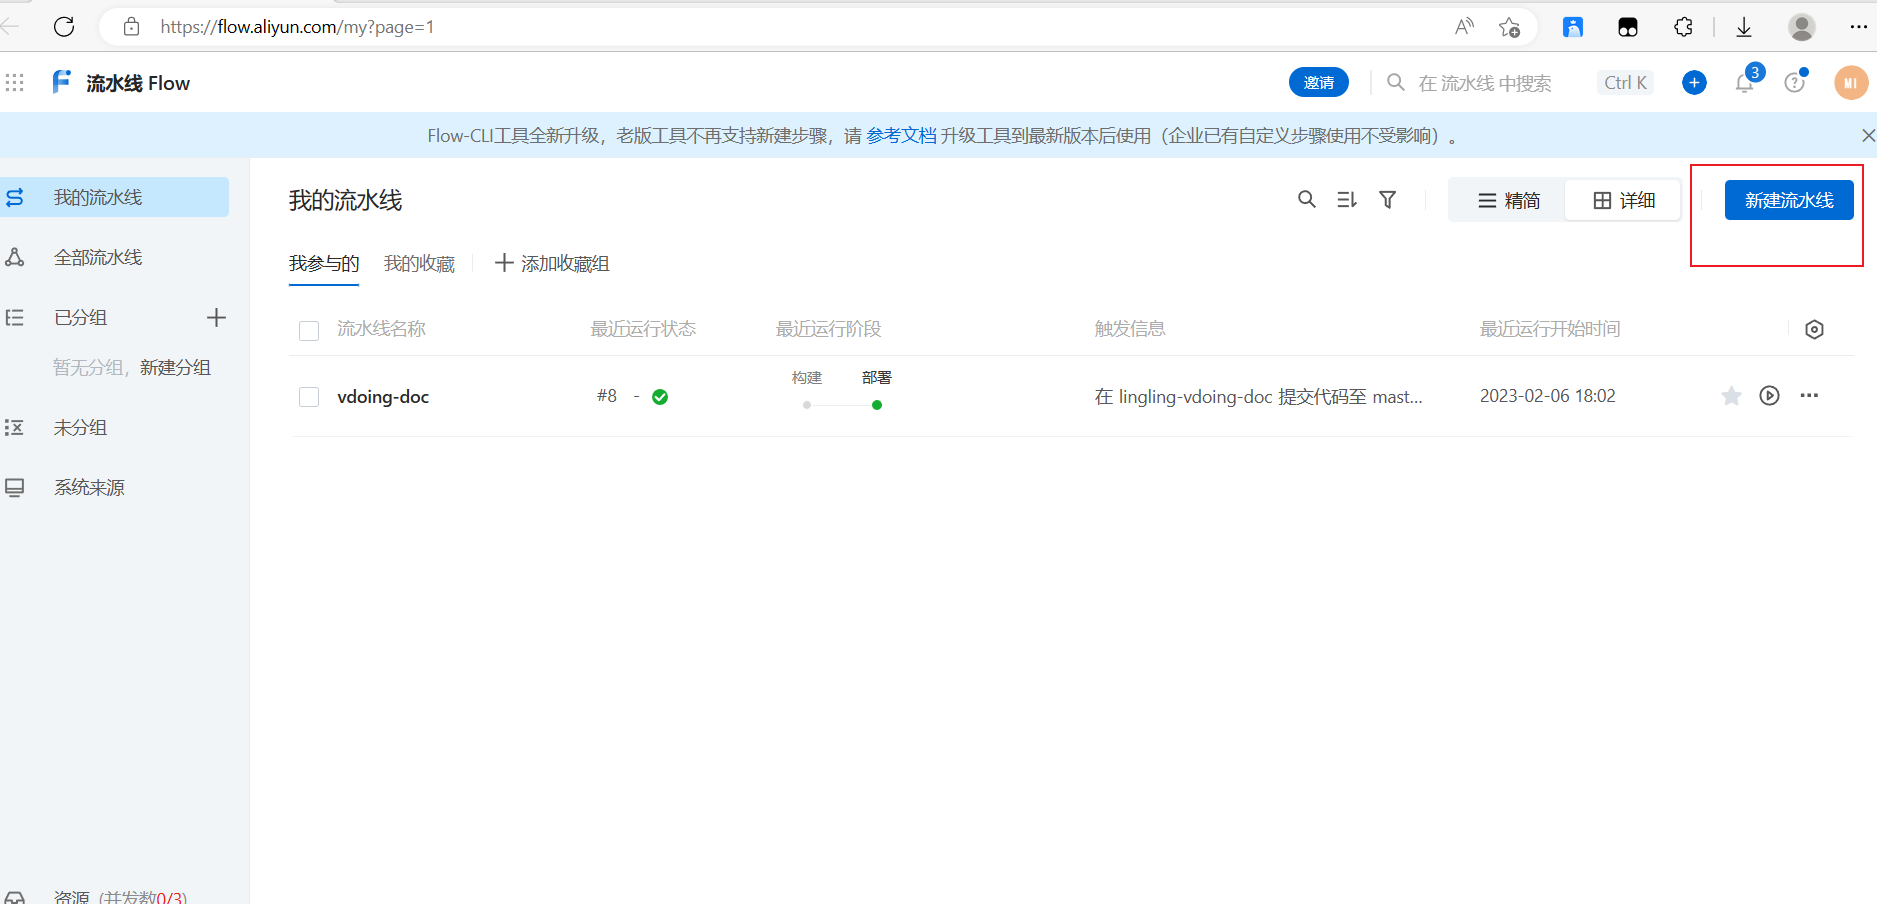 https://flow.aliyun.com/my?page=1
流水线 Flow
邀请
在 流水线 中搜索
Ctrl K
3
MI
Flow-CLI工具全新升级，老版工具不再支持新建步骤，请 参考文档 升级工具到最新版本后使用（企业已有自定义步骤使用不受影响）。
我的流水线
全部流水线
已分组
暂无分组，新建分组
未分组
系统来源
资源 (并发数0/3)
我的流水线
精简
详细
新建流水线
我参与的
我的收藏
添加收藏组
流水线名称
最近运行状态
最近运行阶段
触发信息
最近运行开始时间
vdoing-doc
#8 -
构建
部署
在 lingling-vdoing-doc 提交代码至 mast...
2023-02-06 18:02